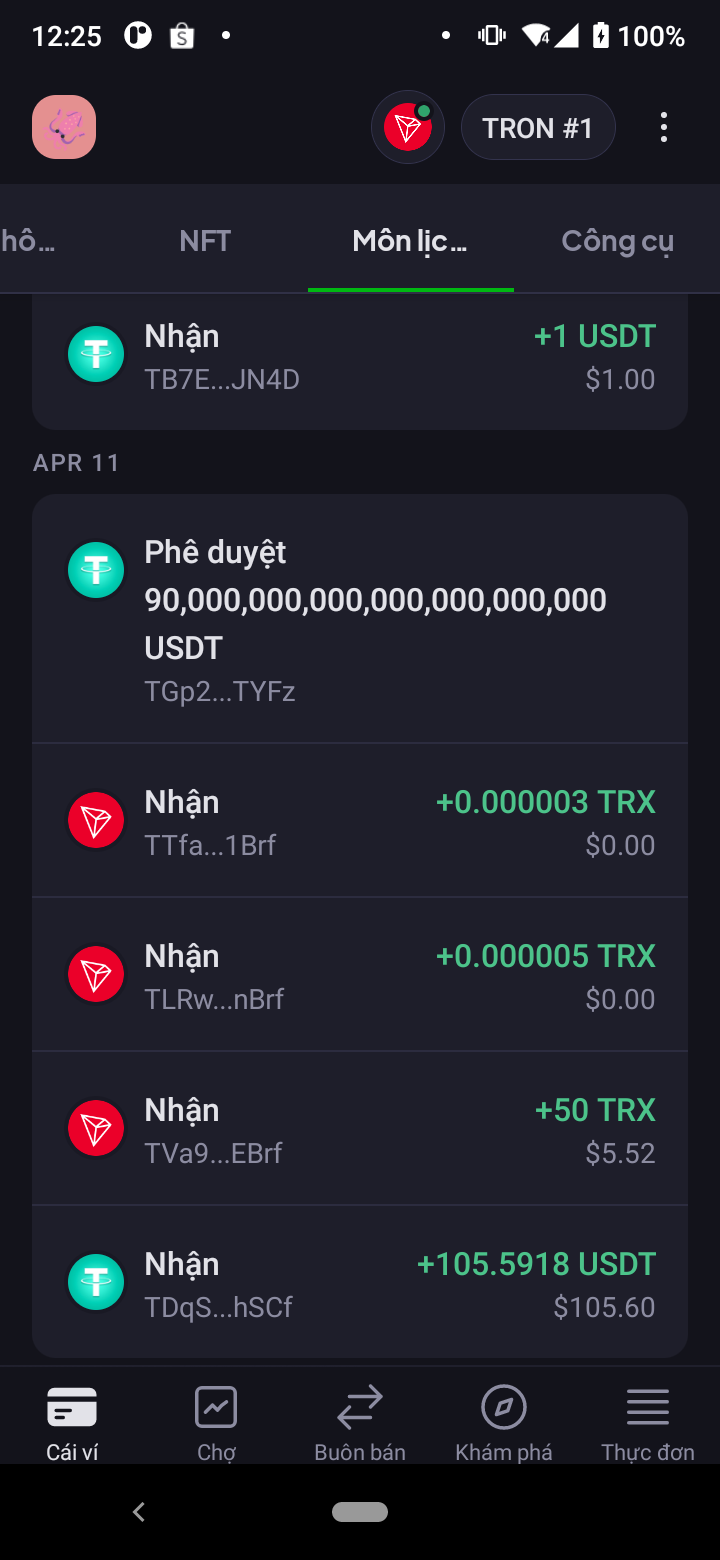 12:25
4
100%
TRON #1
hô...
NFT
Môn lịc...
Công cụ
Nhận
+1 USDT
TB7E...JN4D
$1.00
APR 11
Phê duyệt
90,000,000,000,000,000,000,000
USDT
TGp2...TYFz
Nhận
+0.000003 TRX
TTfa...1Brf
$0.00
Nhận
+0.000005 TRX
TLRw...nBrf
$0.00
Nhận
+50 TRX
TVa9...EBrf
$5.52
Nhận
+105.5918 USDT
TDqS...hSCf
$105.60
Cái ví
Chợ
Buôn bán
Khám phá
Thực đơn